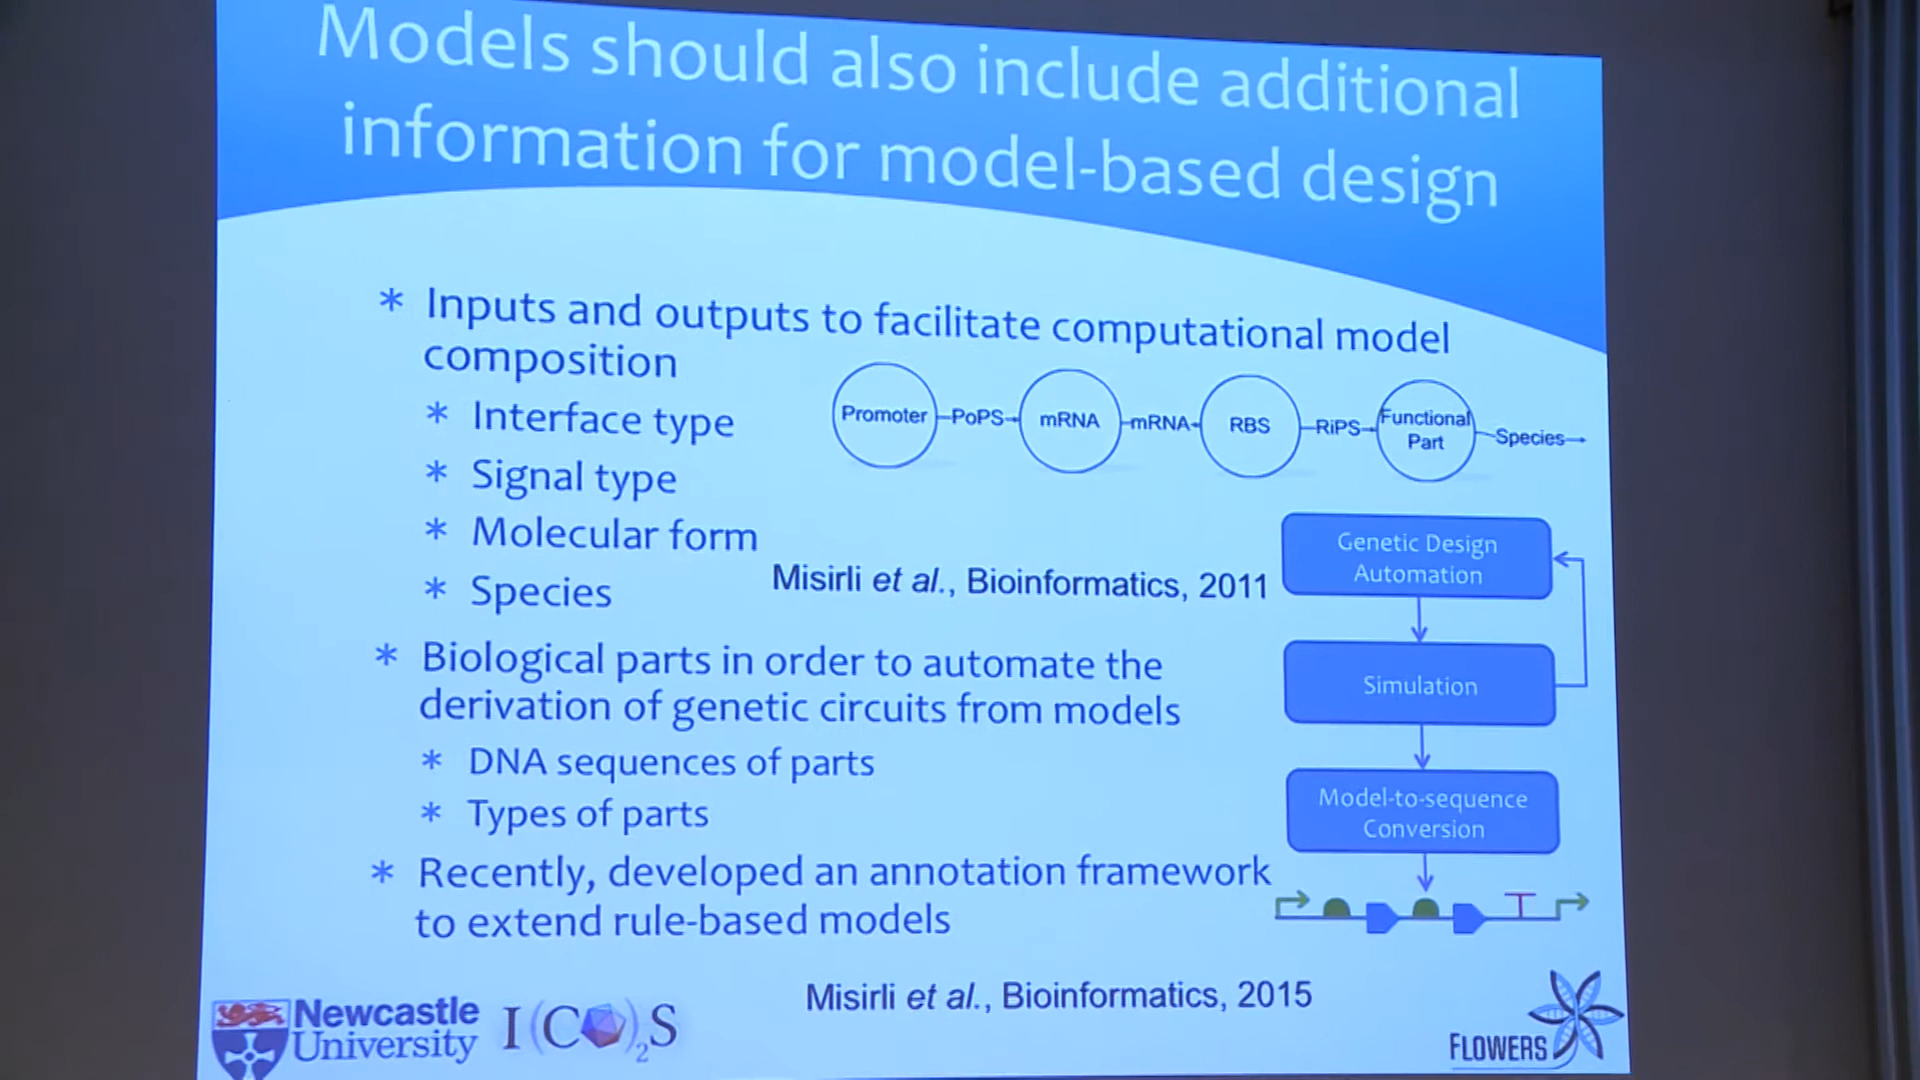 Models should also include additional
information for model-based design
* Inputs and outputs to facilitate computational model
composition
* Interface type
* Signal type
* Molecular form
* Species
Promoter PoPS mRNA mRNA RBS RiPS Functional Part Species
Misirli et al., Bioinformatics, 2011
Genetic Design
Automation
Simulation
Model-to-sequence
Conversion
* Biological parts in order to automate the
derivation of genetic circuits from models
* DNA sequences of parts
* Types of parts
* Recently, developed an annotation framework
to extend rule-based models
Misirli et al., Bioinformatics, 2015
Newcastle
University
I(CO)2S
FLOWERS